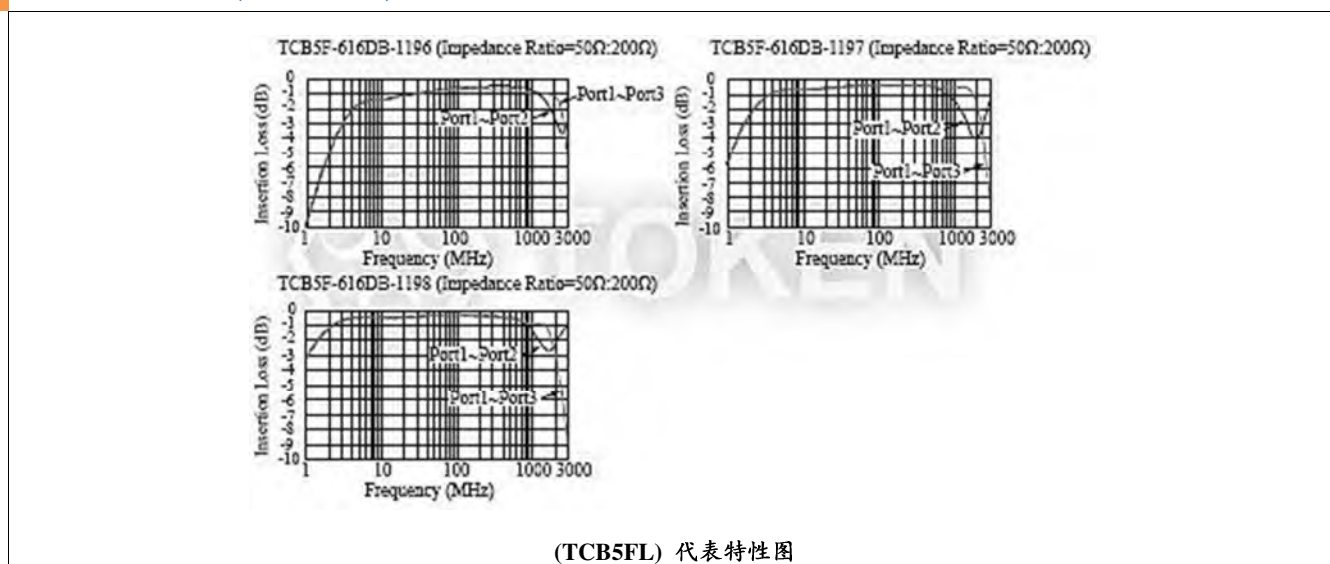 TCB5F-616DB-1196 (Impedance Ratio=50Ω:200Ω)
Insertion Loss (dB)
0
-1
-2
-3
-4
-5
-6
-7
-8
-9
-10
Port1~Port3
Port1~Port2
1 10 100 1000 3000
Frequency (MHz)
TCB5F-616DB-1197 (Impedance Ratio=50Ω:200Ω)
Insertion Loss (dB)
0
-1
-2
-3
-4
-5
-6
-7
-8
-9
-10
Port1~Port2
Port1~Port3
1 10 100 1000 3000
Frequency (MHz)
TCB5F-616DB-1198 (Impedance Ratio=50Ω:200Ω)
Insertion Loss (dB)
0
-1
-2
-3
-4
-5
-6
-7
-8
-9
-10
Port1~Port2
Port1~Port3
1 10 100 1000 3000
Frequency (MHz)
TOKEN
(TCB5FL) 代表特性图